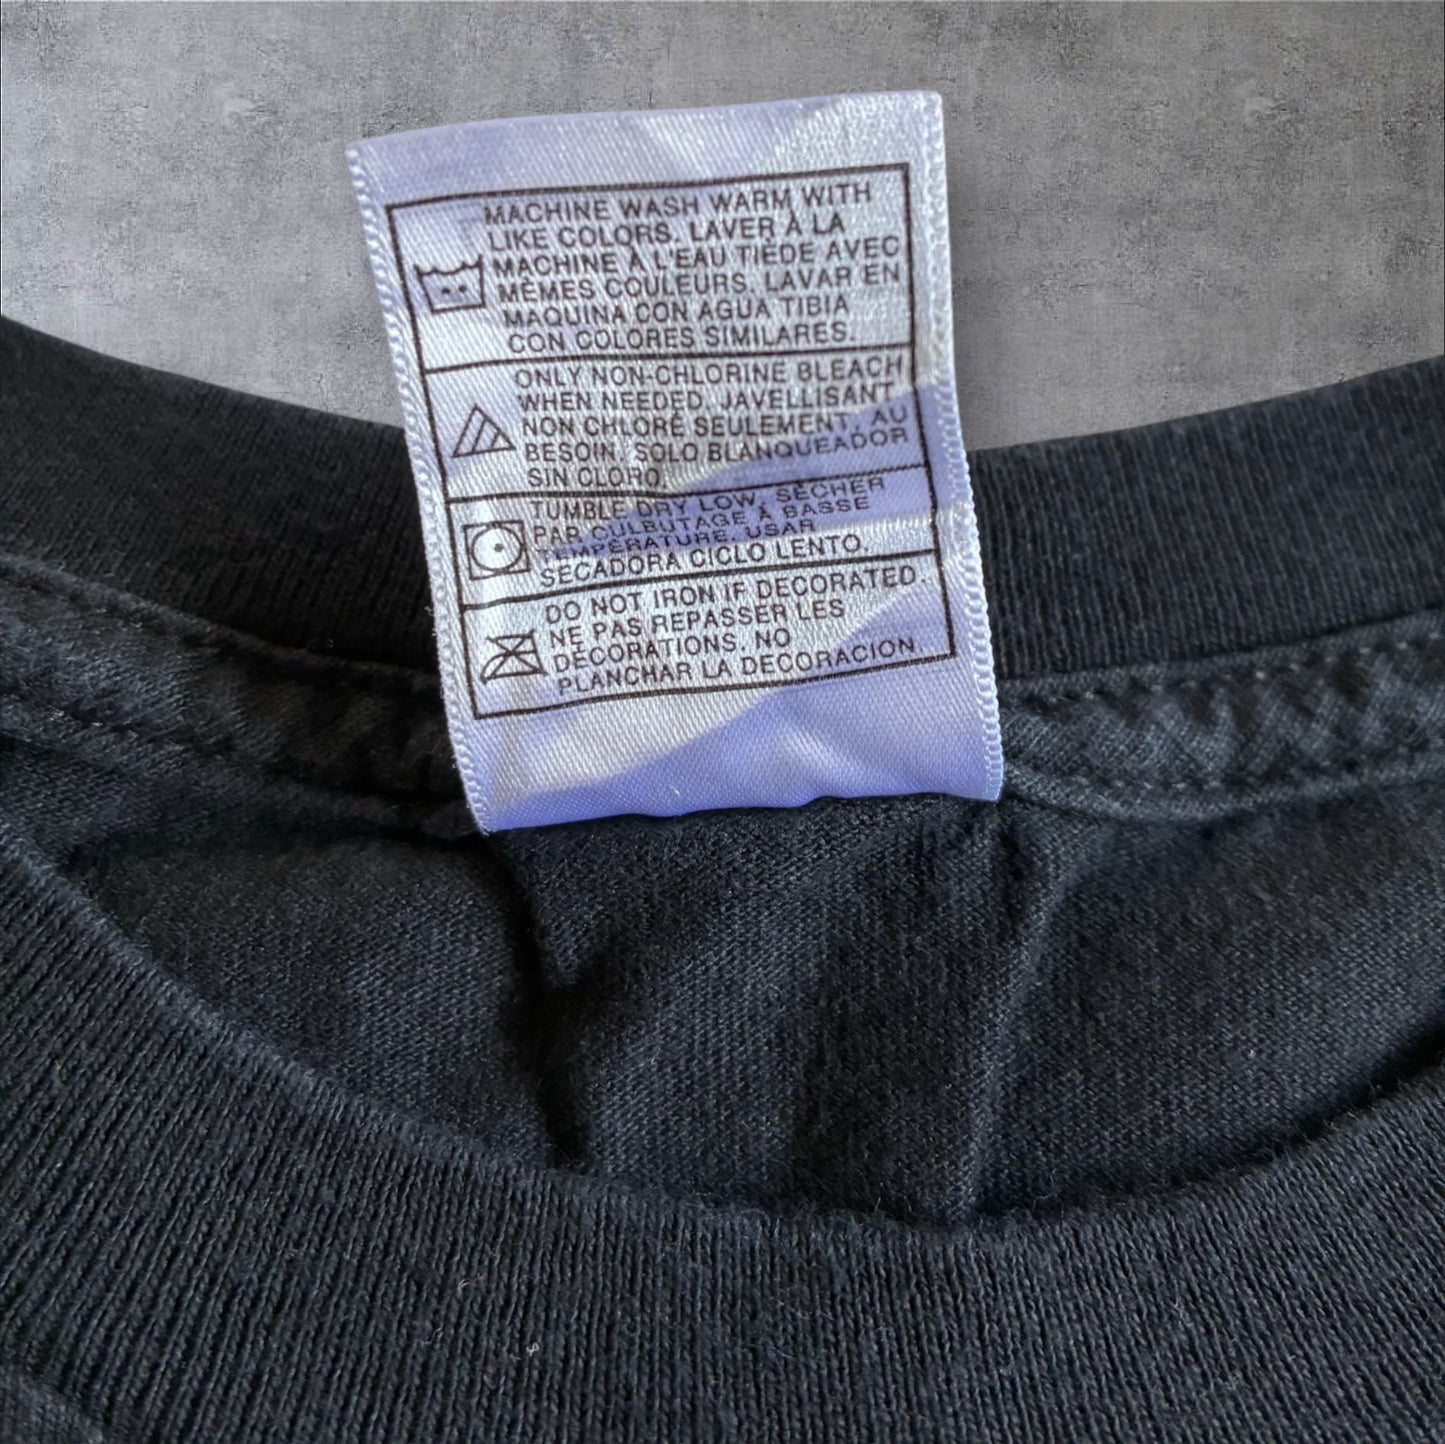 MACHINE WASH WARM WITH
LIKE COLORS. LAVER À LA
MACHINE À L'EAU TIÈDE AVEC
MÊMES COULEURS. LAVAR EN
MAQUINA CON AGUA TIBIA
CON COLORES SIMILARES.
ONLY NON-CHLORINE BLEACH
WHEN NEEDED. JAVELLISANT
NON CHLORÉ SEULEMENT, AU
BESOIN. SOLO BLANQUEADOR
SIN CLORO.
TUMBLE DRY LOW. SÉCHER
PAR CULBUTAGE À BASSE
TEMPÉRATURE. USAR
SECADORA CICLO LENTO.
DO NOT IRON IF DECORATED.
NE PAS REPASSER LES
DÉCORATIONS. NO
PLANCHAR LA DECORACION.